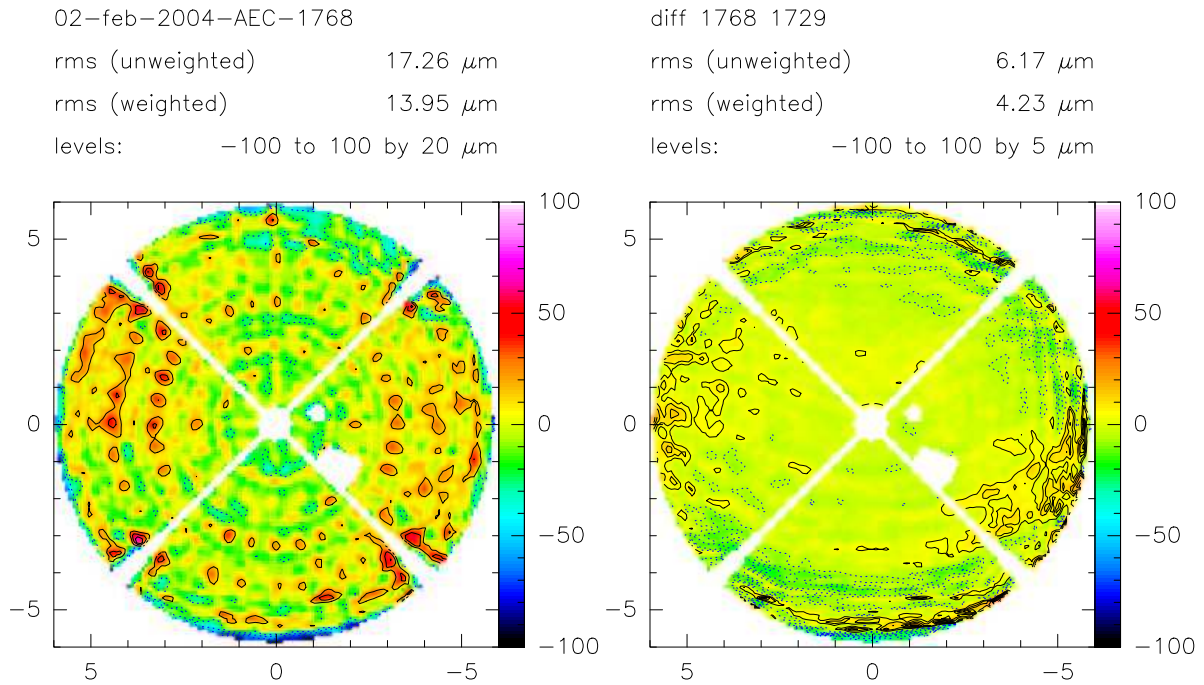 02-feb-2004-AEC-1768
rms (unweighted) 17.26 μm
rms (weighted) 13.95 μm
levels: -100 to 100 by 20 μm
diff 1768 1729
rms (unweighted) 6.17 μm
rms (weighted) 4.23 μm
levels: -100 to 100 by 5 μm
5
0
-5
5 0 -5
100
50
0
-50
-100
5
0
-5
5 0 -5
100
50
0
-50
-100